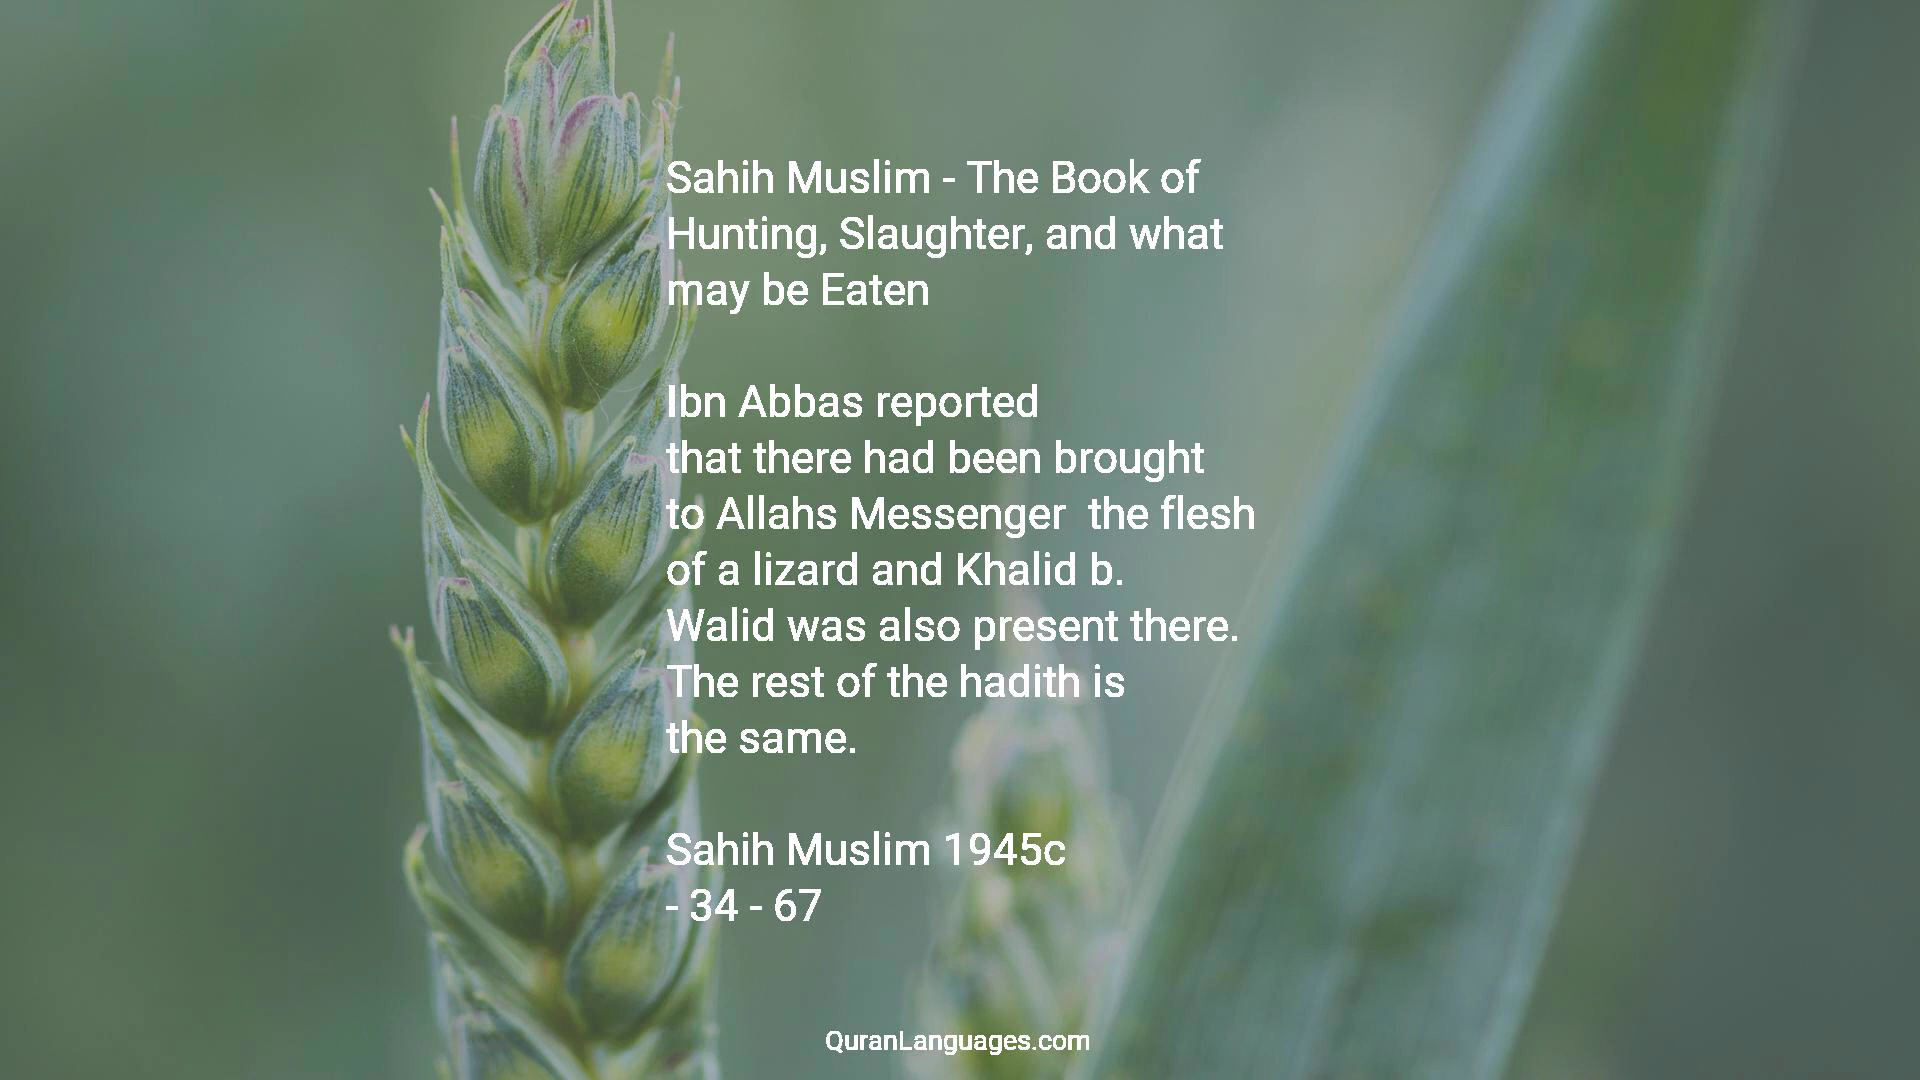 Sahih Muslim - The Book of
Hunting, Slaughter, and what
may be Eaten
Ibn Abbas reported
that there had been brought
to Allahs Messenger  the flesh
of a lizard and Khalid b.
Walid was also present there.
The rest of the hadith is
the same.
Sahih Muslim 1945c
- 34 - 67
QuranLanguages.com